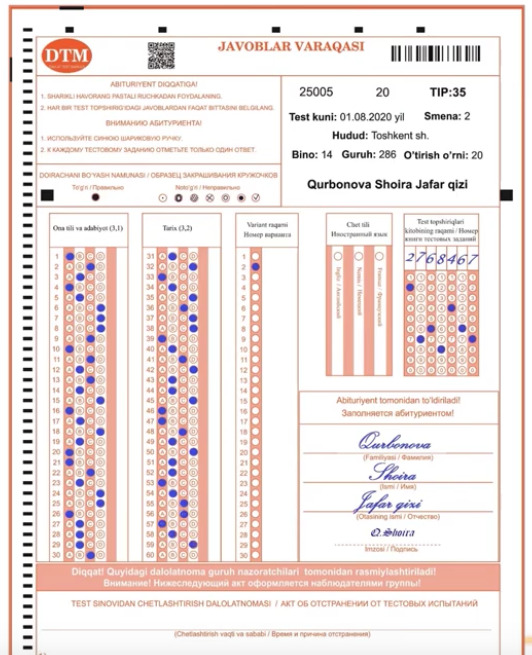 DTM
JAVOBLAR VARAQASI
ABITURIYENT DIQQATIGA!
1. SHARIKLI HAVORANG PASTALI RUCHKADAN FOYDALANING.
2. HAR BIR TEST TOPSHIRIG'IDAGI JAVOBLARDAN FAQAT BITTASINI BELGILANG.
ВНИМАНИЮ АБИТУРИЕНТА!
1. ИСПОЛЬЗУЙТЕ СИНЮЮ ШАРИКОВУЮ РУЧКУ.
2. К КАЖДОМУ ТЕСТОВОМУ ЗАДАНИЮ ОТМЕТЬТЕ ТОЛЬКО ОДИН ОТВЕТ.
DOIRACHANI BO'YASH NAMUNASI / ОБРАЗЕЦ ЗАКРАШИВАНИЯ КРУЖОЧКОВ
To'g'ri / Правильно
Noto'g'ri / Неправильно
25005 20 TIP:35
Test kuni: 01.08.2020 yil Smena: 2
Hudud: Toshkent sh.
Bino: 14 Guruh: 286 O'tirish o'rni: 20
Qurbonova Shoira Jafar qizi
Ona tili va adabiyot (3,1)
1
2
3
4
5
6
7
8
9
10
11
12
13
14
15
16
17
18
19
20
21
22
23
24
25
26
27
28
29
30
Tarix (3,2)
31
32
33
34
35
36
37
38
39
40
41
42
43
44
45
46
47
48
49
50
51
52
53
54
55
56
57
58
59
60
Variant raqami
Номер варианта
1
2
3
4
5
6
7
8
9
10
11
12
13
14
15
16
17
18
19
20
21
22
23
24
25
26
27
28
29
30
Chet tili
Иностранный язык
Ingliz / Английский
Nemis / Немецкий
Fransuz / Французский
Test topshiriqlari
kitobining raqami / Номер
книги тестовых заданий
2768467
Abituriyent tomonidan to'ldiriladi!
Заполняется абитуриентом!
Qurbonova
(Familiyasi / Фамилия)
Shoira
(Ismi / Имя)
Jafar qizi
(Otasining ismi / Отчество)
Q.Shoira
Imzosi / Подпись
Diqqat! Quyidagi dalolatnoma guruh nazoratchilari tomonidan rasmiylashtiriladi!
Внимание! Нижеследующий акт оформляется наблюдателями группы!
TEST SINOVIDAN CHETLASHTIRISH DALOLATNOMASI / АКТ ОБ ОТСТРАНЕНИИ ОТ ТЕСТОВЫХ ИСПЫТАНИЙ
(Chetlashtirish vaqti va sababi / Время и причина отстранения)